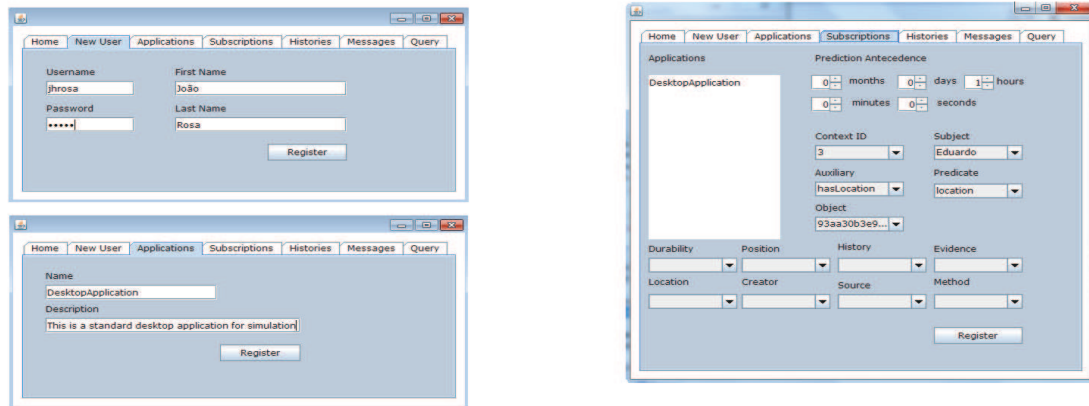 Home New User Applications Subscriptions Histories Messages Query
Username First Name
jhrosa João
Password Last Name
••••• Rosa
Register
Home New User Applications Subscriptions Histories Messages Query
Name
DesktopApplication
Description
This is a standard desktop application for simulation
Register
Home New User Applications Subscriptions Histories Messages Query
Applications Prediction Antecedence
DesktopApplication 0 months 0 days 1 hours
0 minutes 0 seconds
Context ID Subject
3 Eduardo
Auxiliary Predicate
hasLocation location
Object
93aa30b3e9...
Durability Position History Evidence
Location Creator Source Method
Register